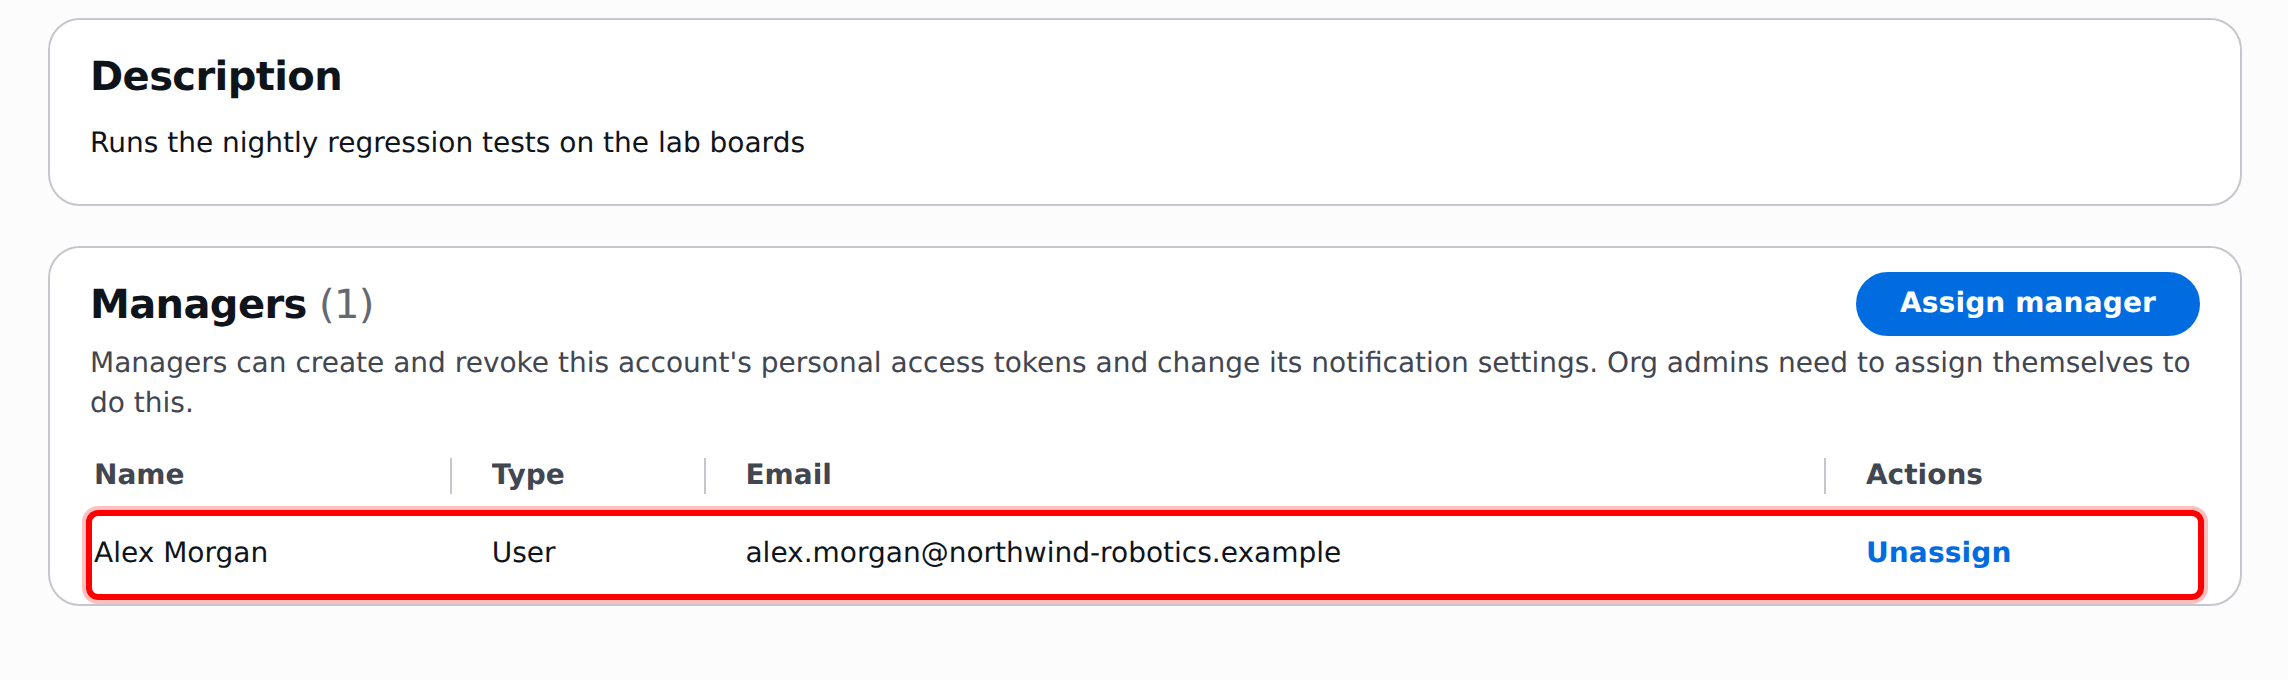 Description
Runs the nightly regression tests on the lab boards
Managers (1)
Assign manager
Managers can create and revoke this account's personal access tokens and change its notification settings. Org admins need to assign themselves to
do this.
Name Type Email Actions
Alex Morgan User alex.morgan@northwind-robotics.example Unassign